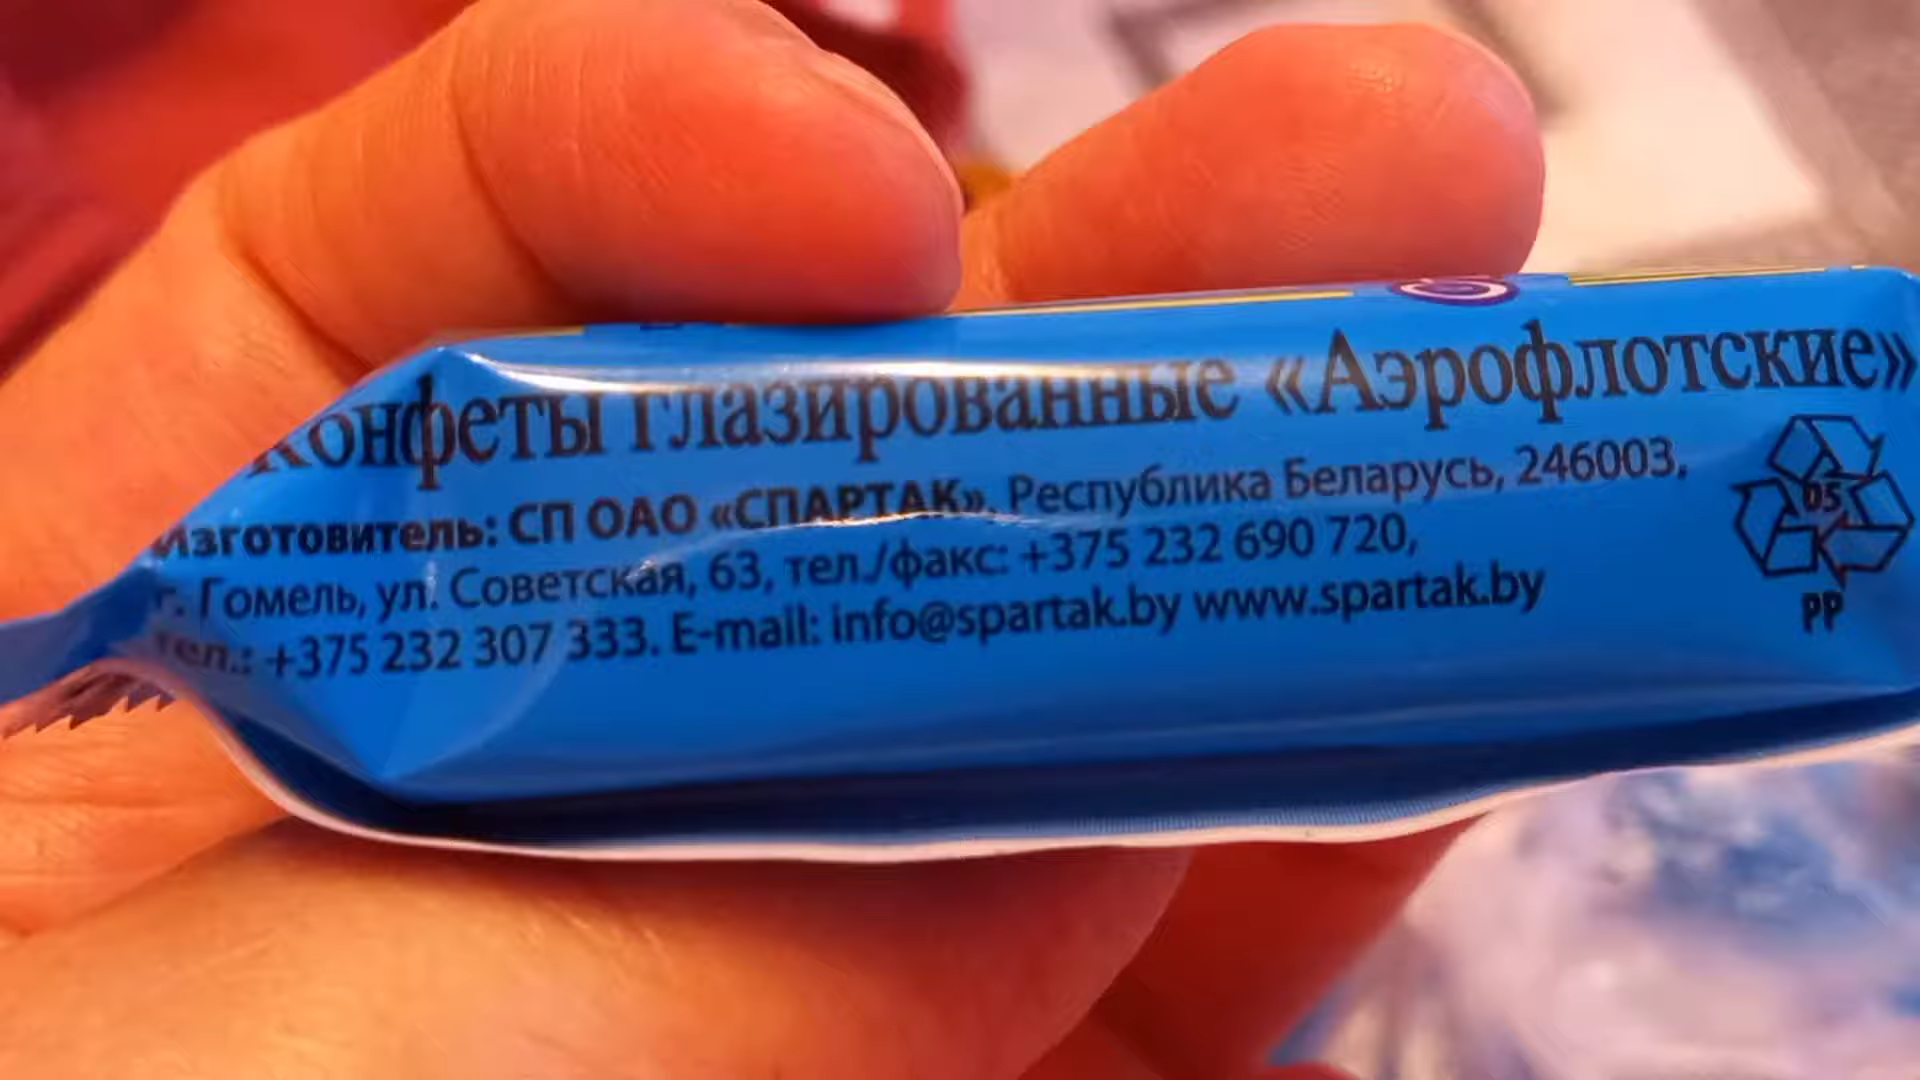 Конфеты глазированные «Аэрофлотские»
Изготовитель: СП ОАО «СПАРТАК», Республика Беларусь, 246003,
г. Гомель, ул. Советская, 63, тел./факс: +375 232 690 720,
тел.: +375 232 307 333. E-mail: info@spartak.by www.spartak.by
05
PP